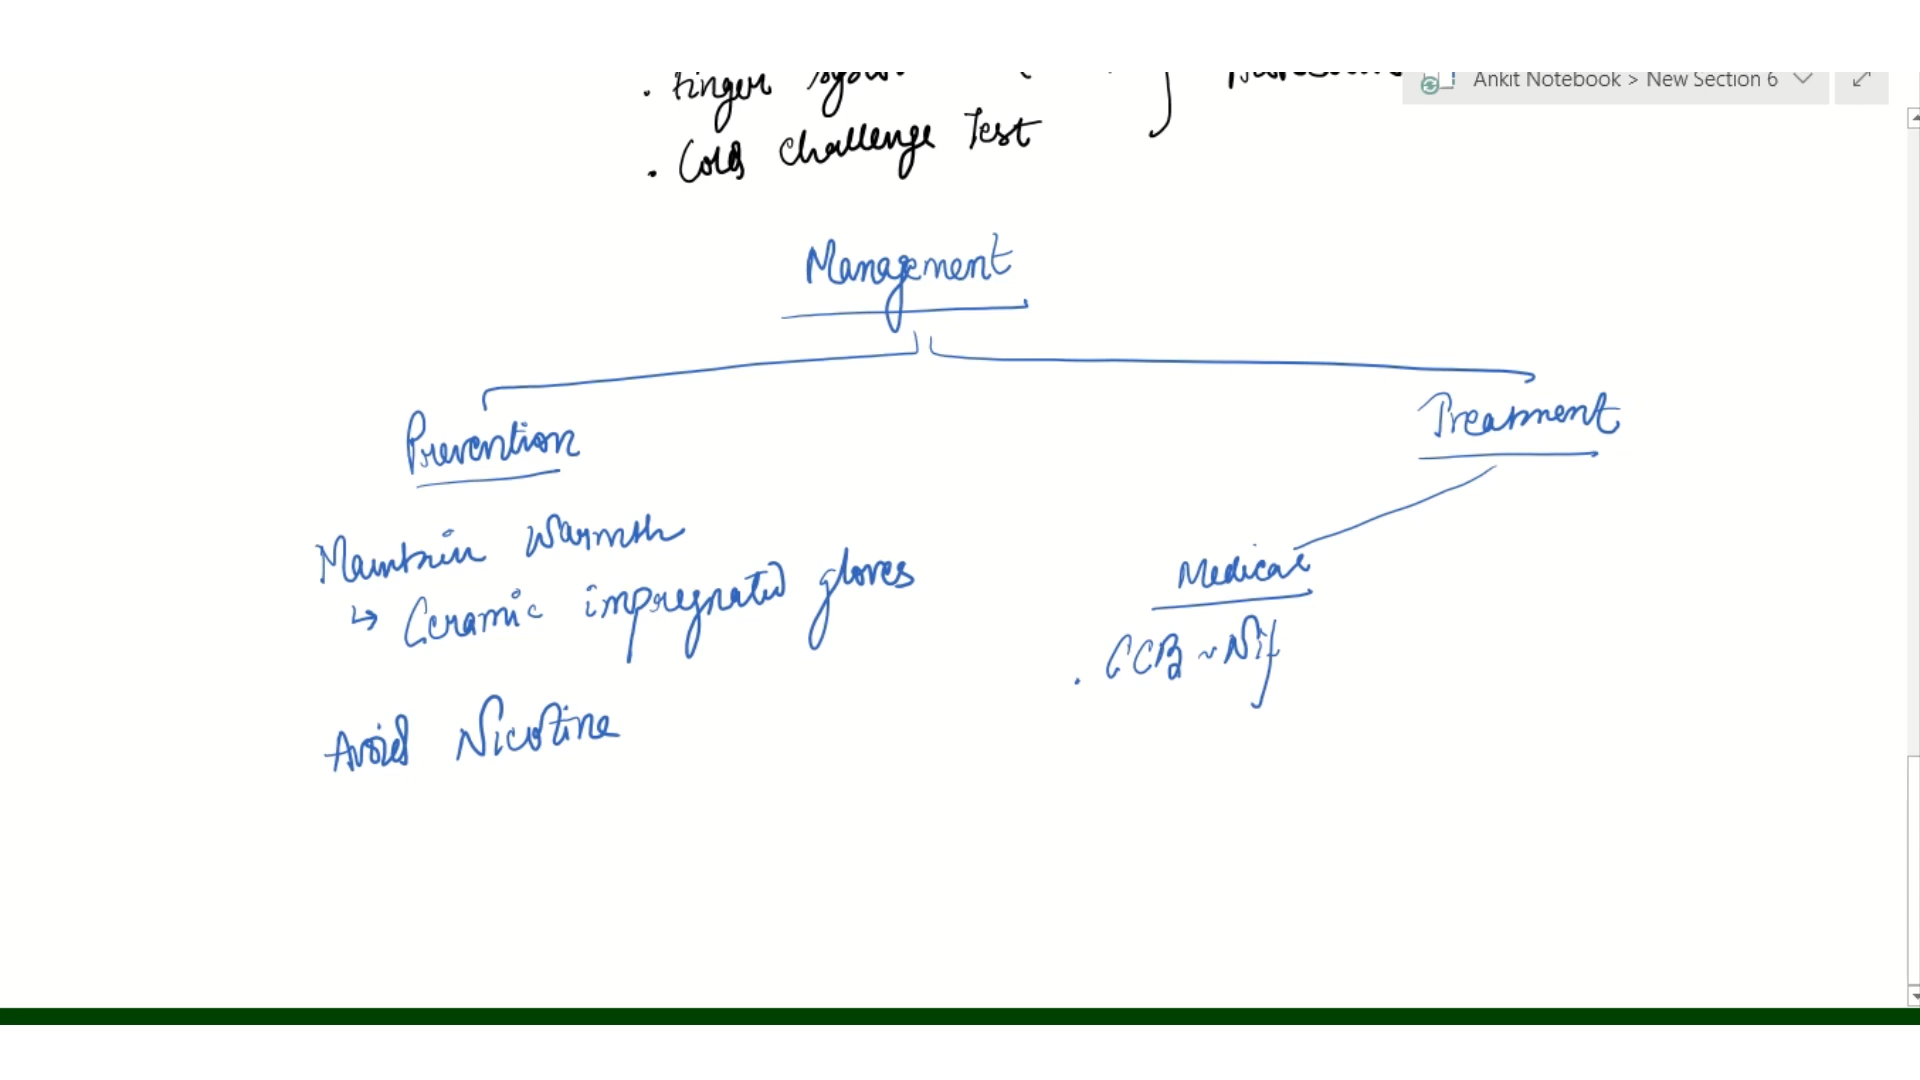 Ankit Notebook > New Section 6
. Finger
. Cold Challenge Test
Management
Prevention
Treatment
Maintain Warmth
↳ Ceramic impregnated gloves
Avoid Nicotine
Medical
. CCB ~ Nif